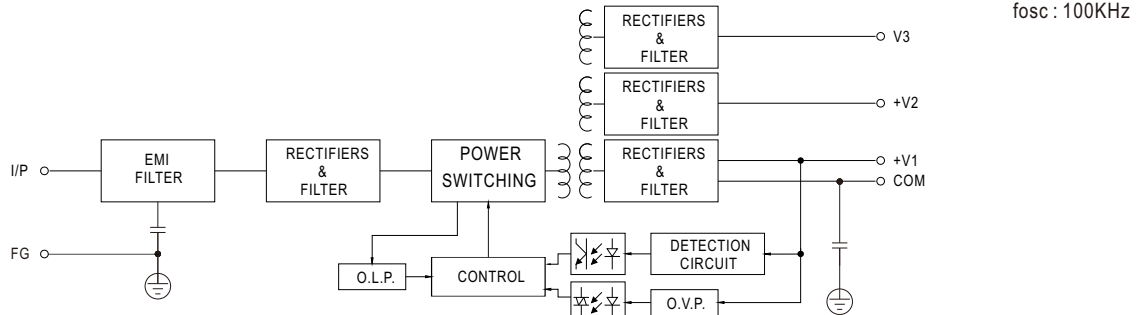 fosc : 100KHz
RECTIFIERS
&
FILTER
V3
RECTIFIERS
&
FILTER
+V2
I/P
EMI
FILTER
RECTIFIERS
&
FILTER
POWER
SWITCHING
RECTIFIERS
&
FILTER
+V1
COM
FG
O.L.P.
CONTROL
DETECTION
CIRCUIT
O.V.P.